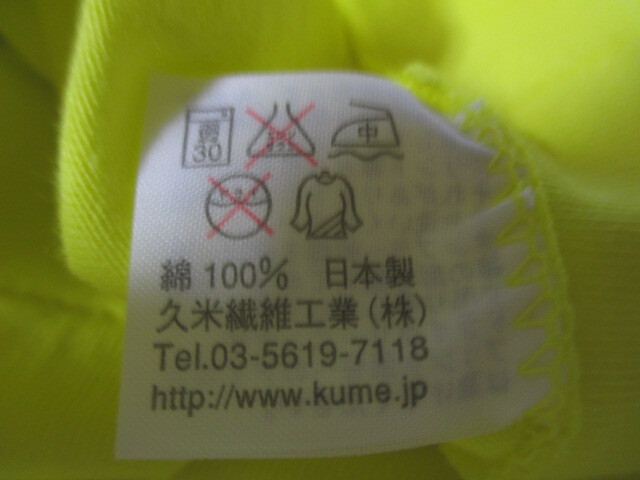 30 中
綿 100% 日本製
久米繊維工業(株)
Tel.03-5619-7118
http://www.kume.jp